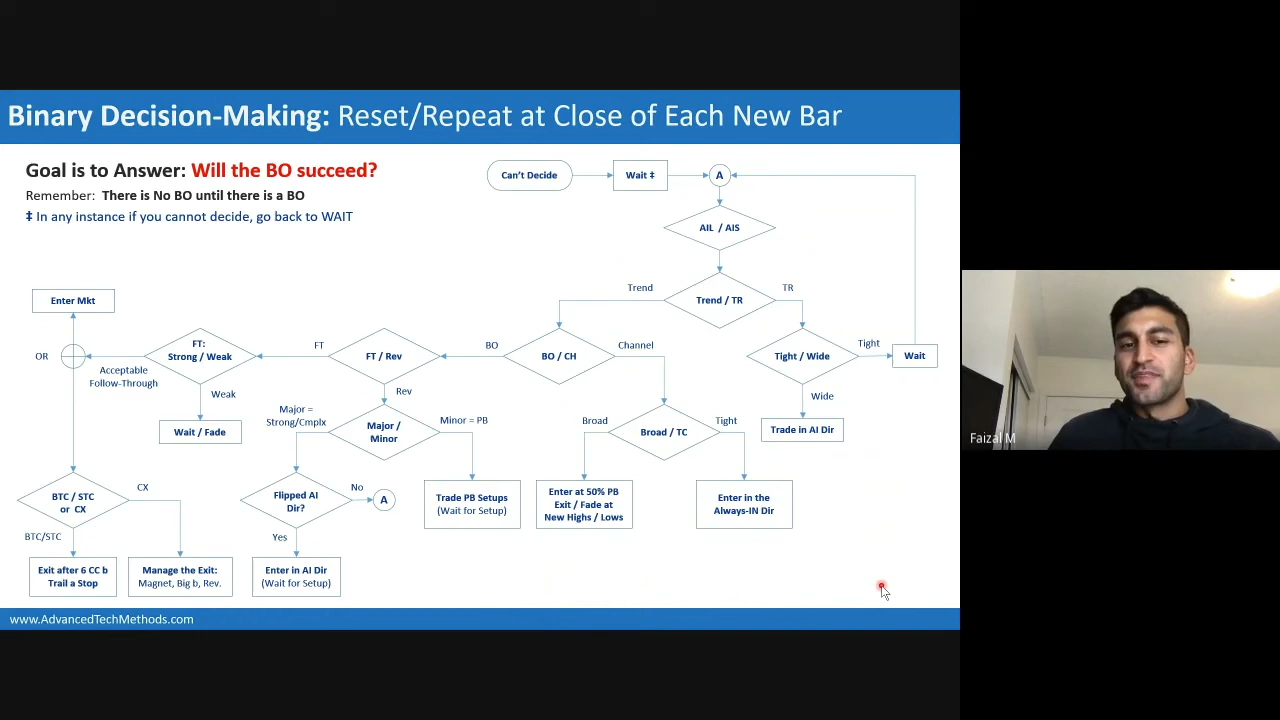 Binary Decision-Making: Reset/Repeat at Close of Each New Bar
Goal is to Answer: Will the BO succeed?
Remember: There is No BO until there is a BO
‡ In any instance if you cannot decide, go back to WAIT
Can't Decide
Wait ‡
A
AIL / AIS
Trend
Trend / TR
TR
Enter Mkt
OR
Acceptable
Follow-Through
FT:
Strong / Weak
FT
FT / Rev
BO
BO / CH
Channel
Tight / Wide
Tight
Wait
Weak
Wait / Fade
Rev
Major =
Strong/Cmplx
Major /
Minor
Minor = PB
Broad
Broad / TC
Tight
Wide
Trade in AI Dir
BTC / STC
or CX
CX
Flipped AI
Dir?
No
A
Trade PB Setups
(Wait for Setup)
Enter at 50% PB
Exit / Fade at
New Highs / Lows
Enter in the
Always-IN Dir
BTC/STC
Yes
Exit after 6 CC b
Trail a Stop
Manage the Exit:
Magnet, Big b, Rev.
Enter in AI Dir
(Wait for Setup)
www.AdvancedTechMethods.com
Faizal M